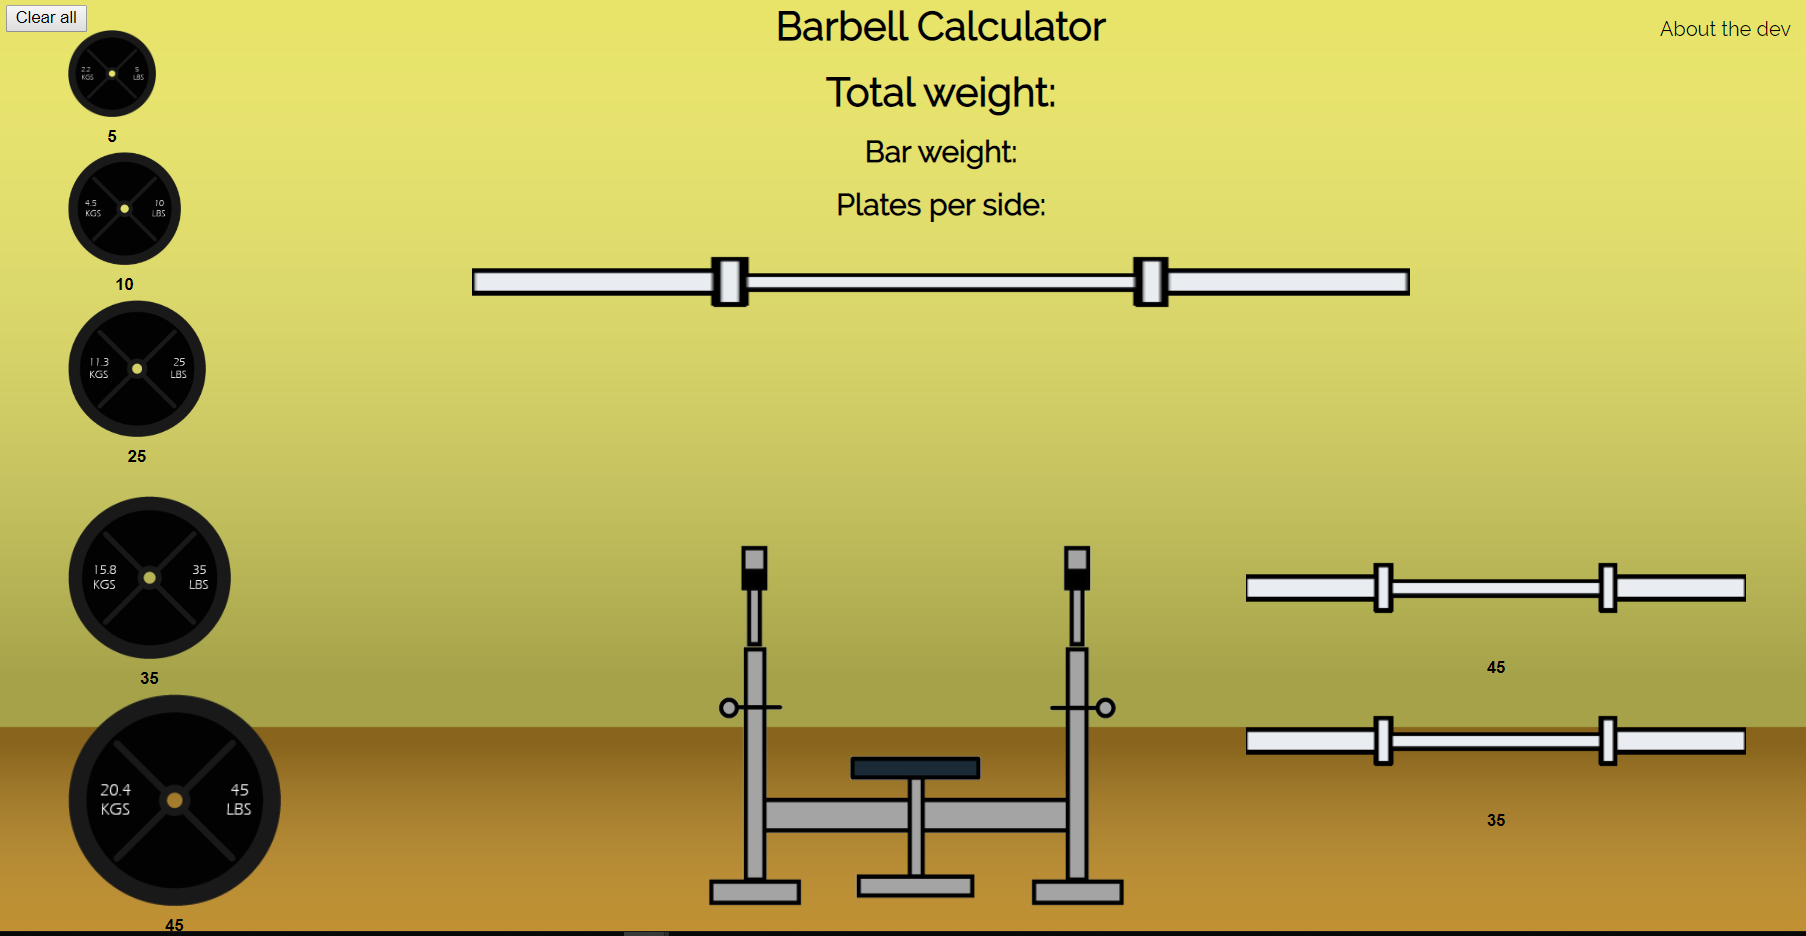 Clear all
Barbell Calculator
About the dev
Total weight:
Bar weight:
Plates per side:
2.2 KGS
5 LBS
5
4.5 KGS
10 LBS
10
11.3 KGS
25 LBS
25
15.8 KGS
35 LBS
35
20.4 KGS
45 LBS
45
45
35